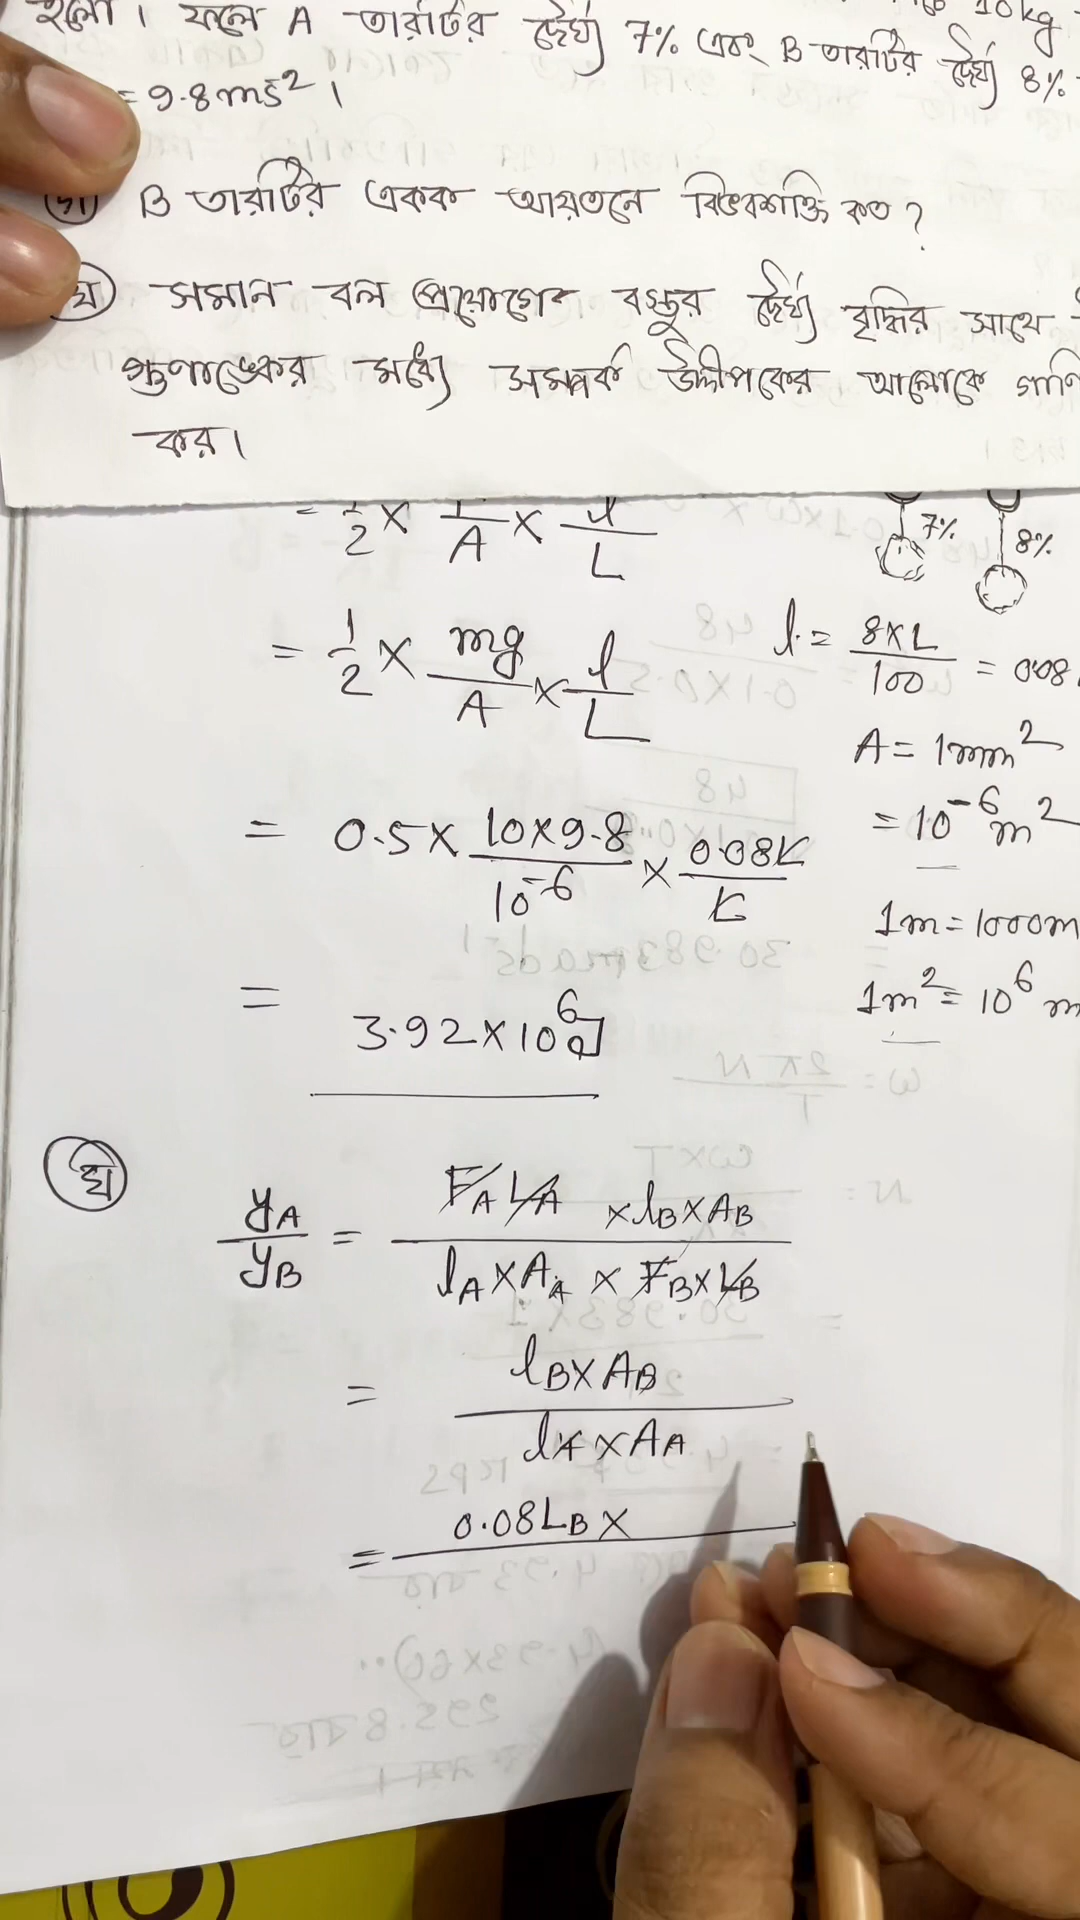 হলো। ফলে A তারটির দৈর্ঘ্য 7% এবং B তারটির দৈর্ঘ্য 8%
10kg
= 9.8ms⁻²।
গ) B তারটির একক আয়তনে বিভবশক্তি কত?
ঘ) সমান বল প্রয়োগে বস্তুর দৈর্ঘ্য বৃদ্ধির সাথে
গুণাঙ্কের মধ্যে সম্পর্ক উদ্দীপকের আলোকে
কর।
7%
8%
= 1/2 × mg/A × l/L
l = 8×L/100 = 0.08
A = 1mm²
= 10⁻⁶ m²
= 0.5 × 10×9.8/10⁻⁶ × 0.08L/L
1m = 1000m
1m² = 10⁶ m
= 3.92×10⁶ J
ঘ
yA/yB = FA LA × lB × AB / lA × AA × FB × LB
= lB × AB / lA × AA
= 0.08LB ×